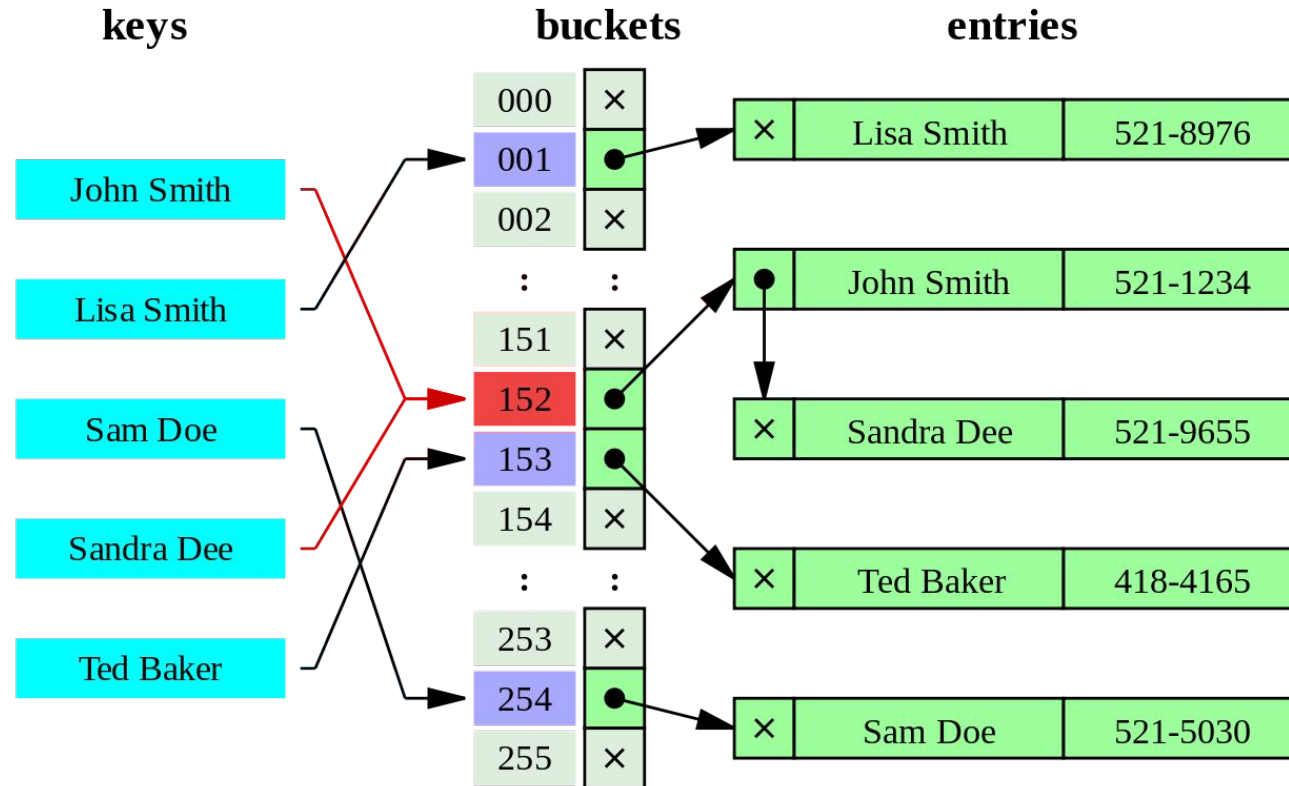 keys
buckets
entries
John Smith
Lisa Smith
Sam Doe
Sandra Dee
Ted Baker
000 ×
001
002 ×
: :
151 ×
152
153
154 ×
: :
253 ×
254
255 ×
× Lisa Smith 521-8976
John Smith 521-1234
× Sandra Dee 521-9655
× Ted Baker 418-4165
× Sam Doe 521-5030